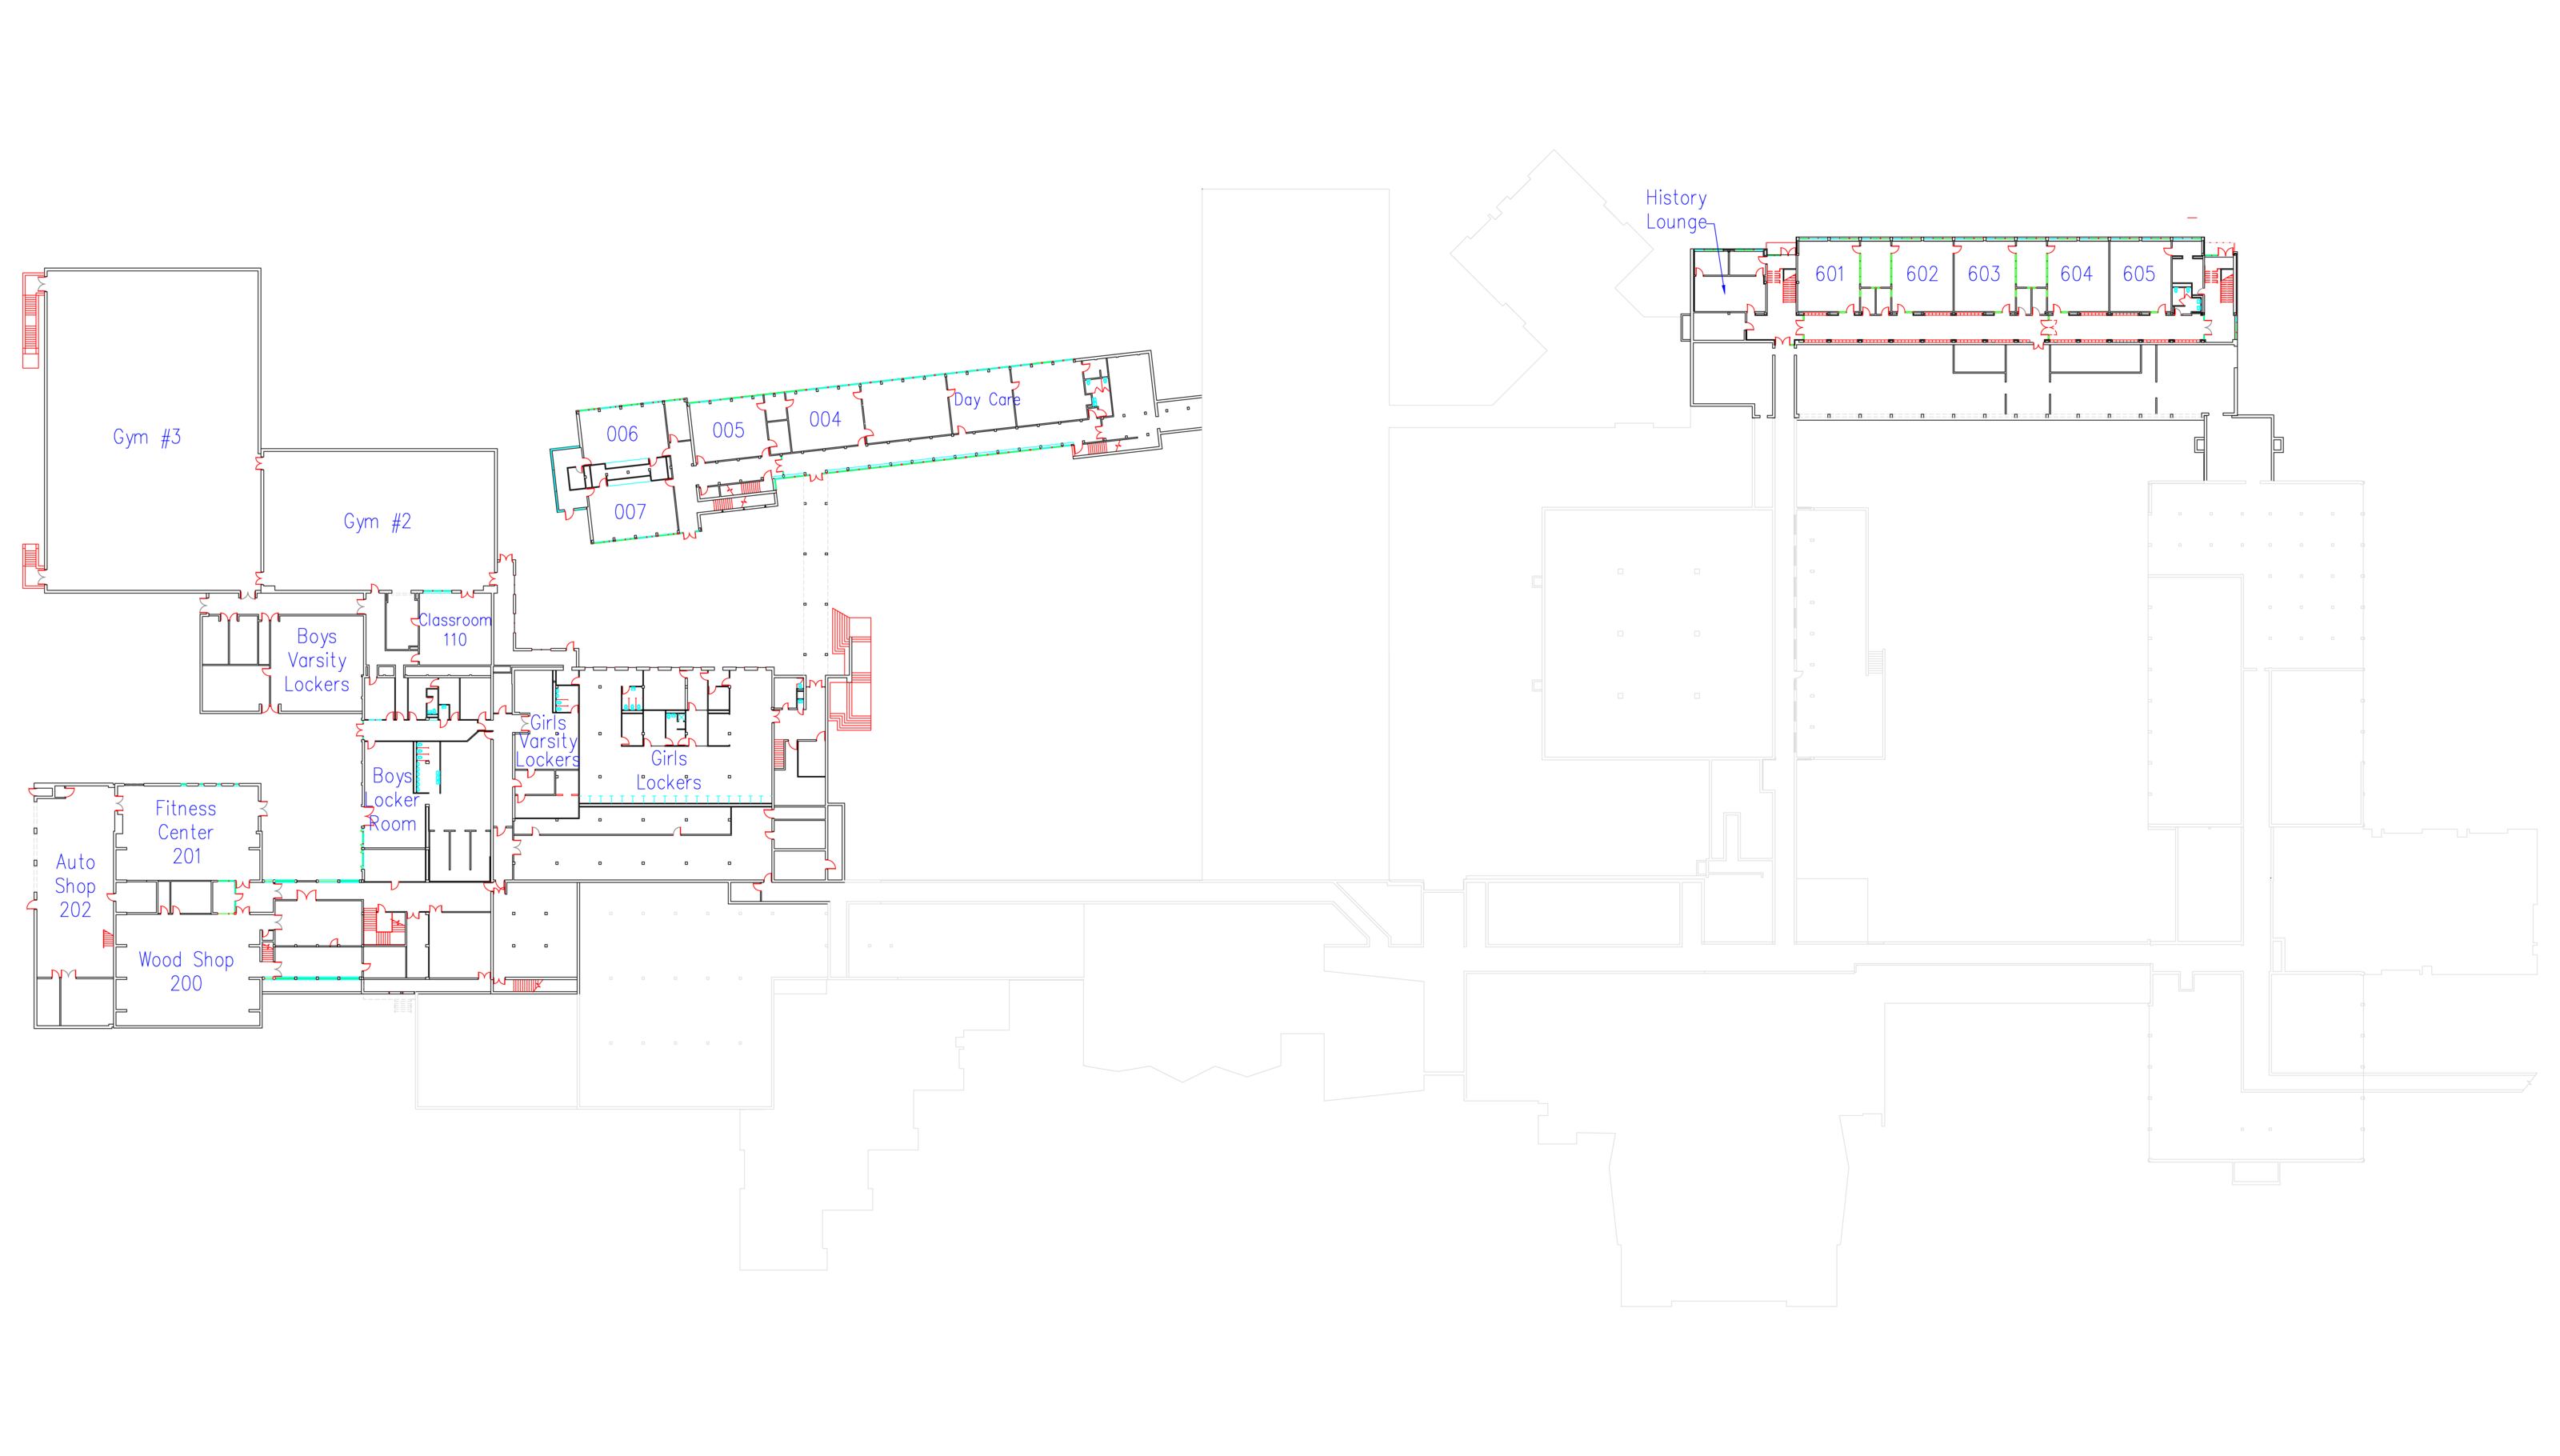 History
Lounge
601
602
603
604
605
Gym #3
Day Care
004
005
006
Gym #2
007
Classroom
110
Boys
Varsity
Lockers
Girls
Varsity
Lockers
Girls
Lockers
Boys
Locker
Room
Fitness
Center
201
Auto
Shop
202
Wood Shop
200